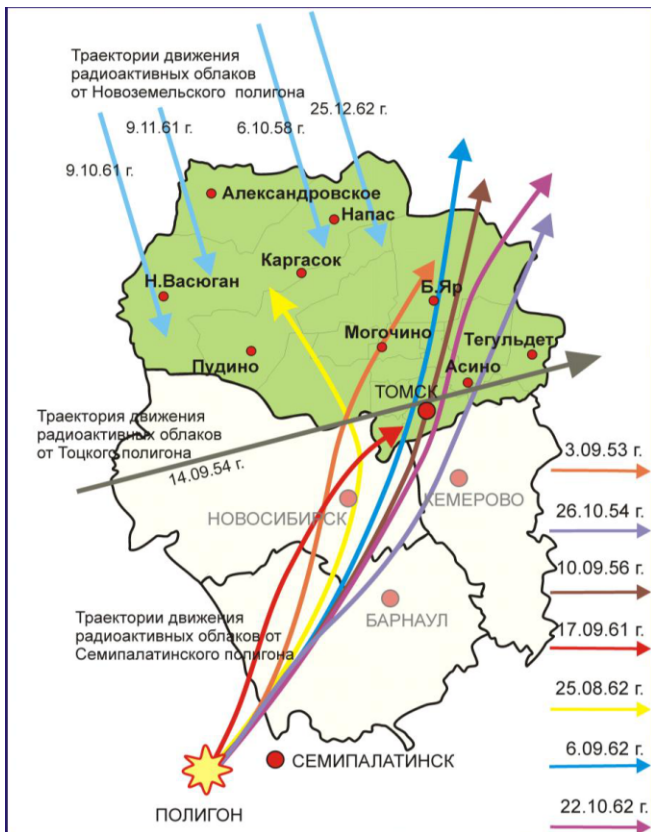 Траектории движения
радиоактивных облаков
от Новоземельского полигона
25.12.62 г.
9.11.61 г.
6.10.58 г.
9.10.61 г.
Александровское
Напас
Каргасок
Н.Васюган
Б.Яр
Могочино
Тегульдет
Пудино
Асино
ТОМСК
Траектория движения
радиоактивных облаков
от Тоцкого полигона
14.09.54 г.
3.09.53 г.
КЕМЕРОВО
НОВОСИБИРСК
26.10.54 г.
10.09.56 г.
БАРНАУЛ
Траектории движения
радиоактивных облаков от
Семипалатинского полигона
17.09.61 г.
25.08.62 г.
СЕМИПАЛАТИНСК
6.09.62 г.
ПОЛИГОН
22.10.62 г.